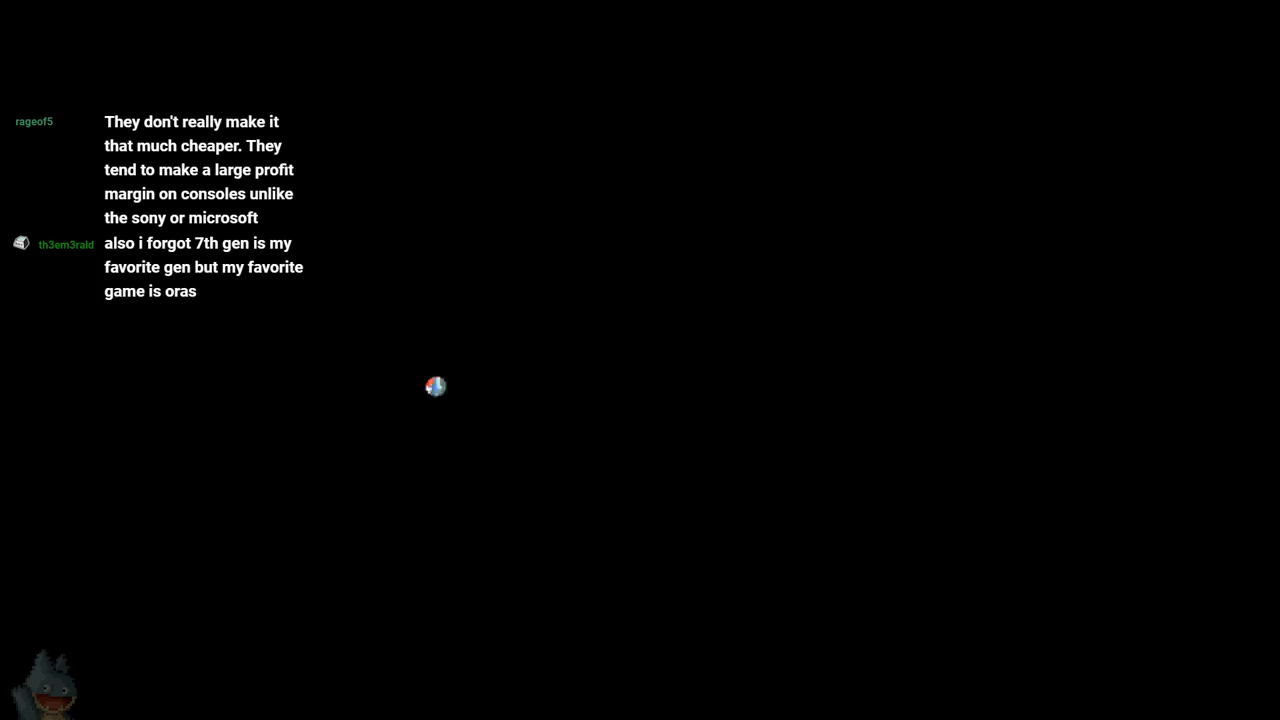 rageof5 They don't really make it
that much cheaper. They
tend to make a large profit
margin on consoles unlike
the sony or microsoft
th3em3rald also i forgot 7th gen is my
favorite gen but my favorite
game is oras